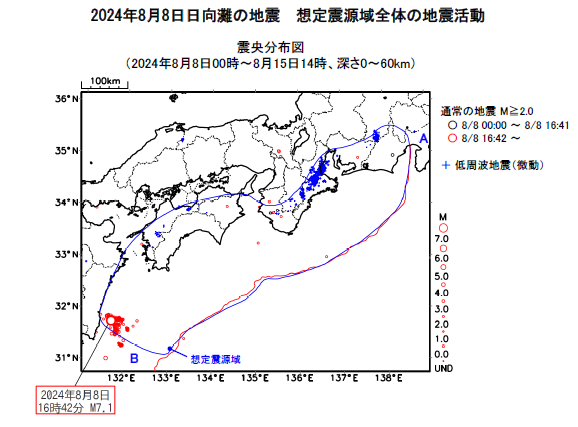 2024年8月8日日向灘の地震　想定震源域全体の地震活動
震央分布図
（2024年8月8日00時～8月15日14時、深さ0～60km）
100km
36°N
35°N
34°N
33°N
32°N
31°N
132°E
133°E
134°E
135°E
136°E
137°E
138°E
A
B
想定震源域
2024年8月8日
16時42分 M7.1
通常の地震 M≧2.0
8/8 00:00 ～ 8/8 16:41
8/8 16:42 ～
+ 低周波地震（微動）
M
7.0
6.0
5.0
4.0
3.0
2.0
1.0
0.0
UND